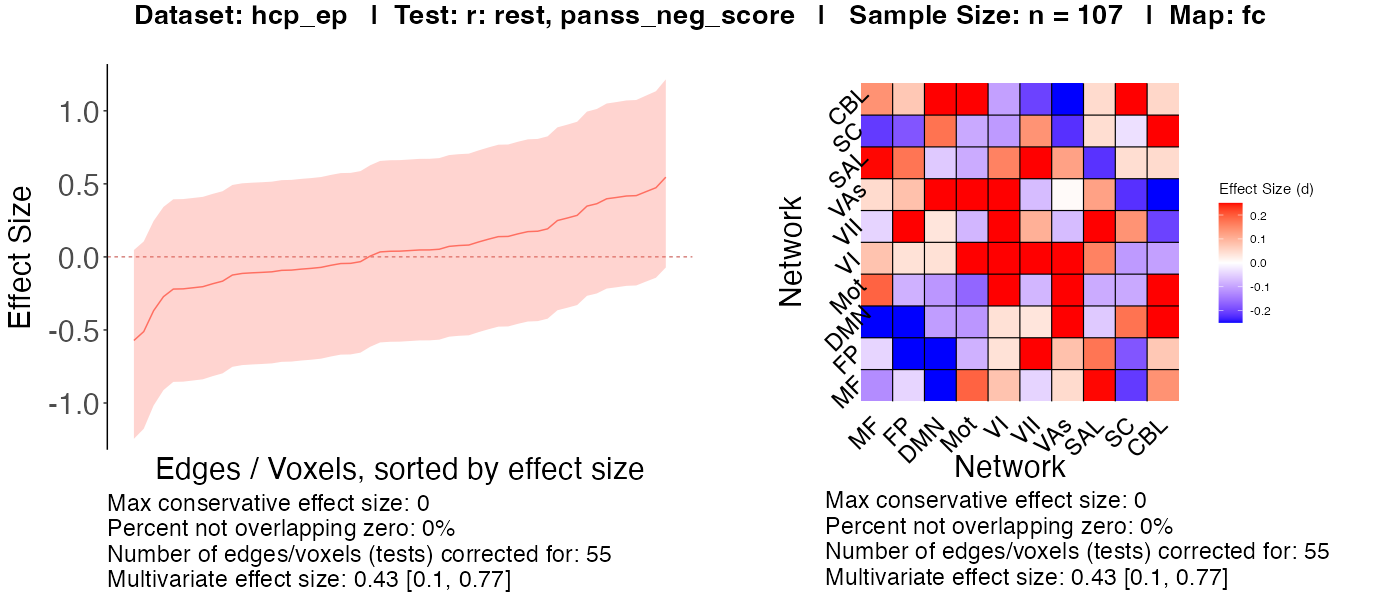 Dataset: hcp_ep | Test: r: rest, panss_neg_score | Sample Size: n = 107 | Map: fc
Effect Size
1.0
0.5
0.0
-0.5
-1.0
Edges / Voxels, sorted by effect size
Max conservative effect size: 0
Percent not overlapping zero: 0%
Number of edges/voxels (tests) corrected for: 55
Multivariate effect size: 0.43 [0.1, 0.77]
Network
CBL
SC
SAL
VAs
VII
VI
Mot
DMN
FP
MF
MF
FP
DMN
Mot
VI
VII
VAs
SAL
SC
CBL
Network
Effect Size (d)
0.2
0.1
0.0
-0.1
-0.2
Max conservative effect size: 0
Percent not overlapping zero: 0%
Number of edges/voxels (tests) corrected for: 55
Multivariate effect size: 0.43 [0.1, 0.77]